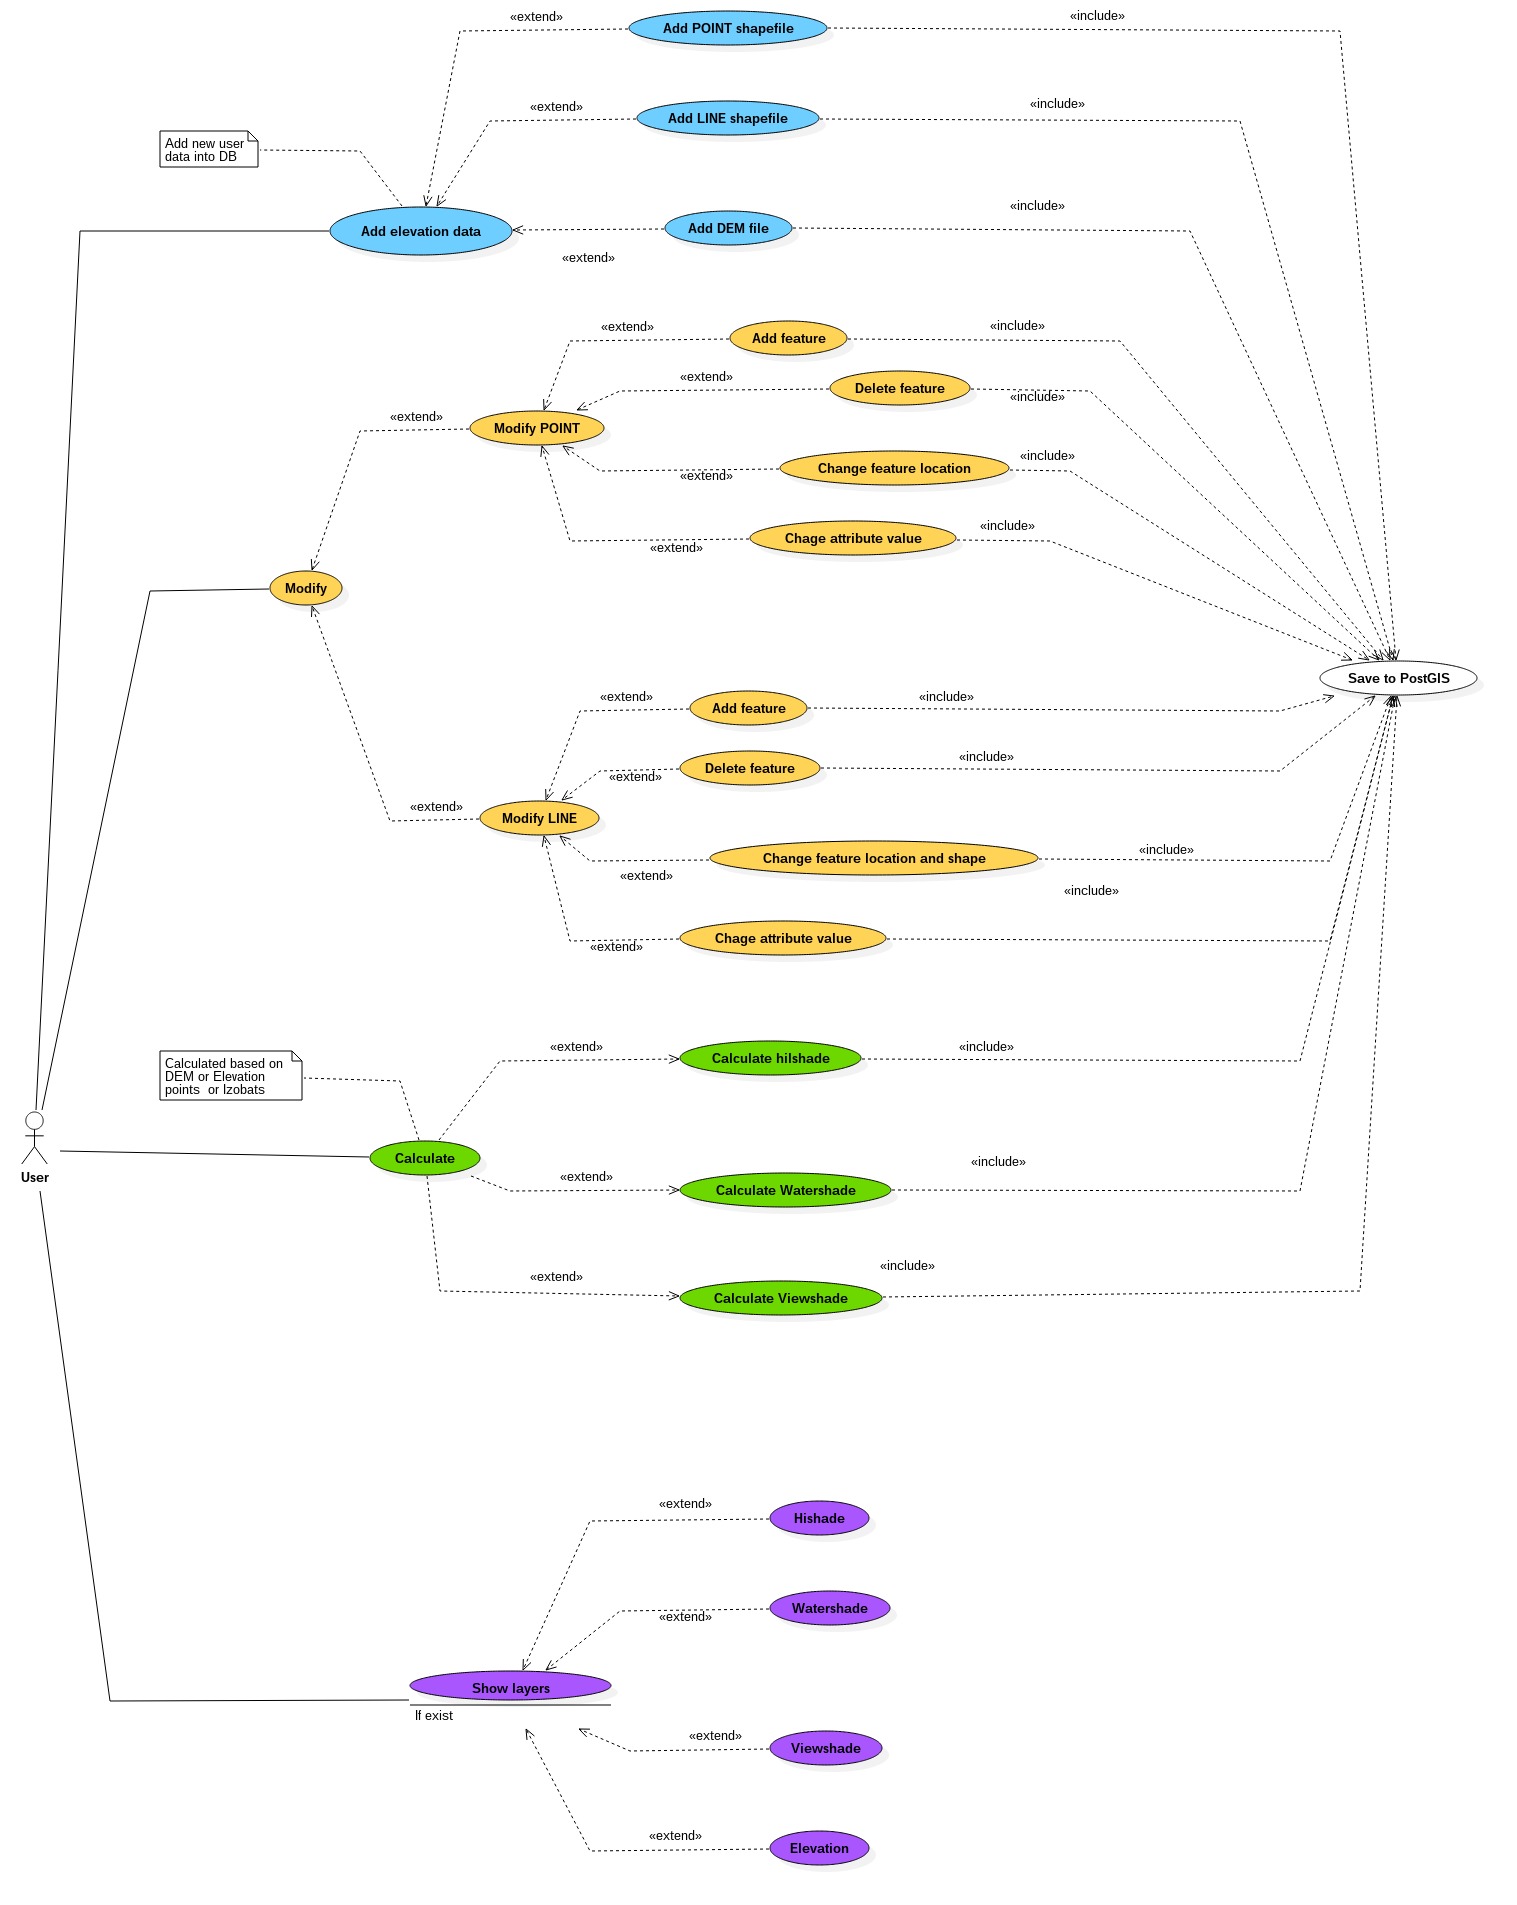 «extend»
Add POINT shapefile
«include»
«extend»
Add LINE shapefile
«include»
Add new user
data into DB
Add elevation data
Add DEM file
«include»
«extend»
«extend»
Add feature
«include»
«extend»
Delete feature
«include»
«extend»
Modify POINT
Change feature location
«include»
«extend»
Chage attribute value
«include»
«extend»
Modify
Save to PostGIS
«extend»
Add feature
«include»
Delete feature
«include»
«extend»
«extend»
Modify LINE
Change feature location and shape
«include»
«extend»
«include»
Chage attribute value
«extend»
Calculated based on
DEM or Elevation
points  or Izobats
«extend»
Calculate hilshade
«include»
User
Calculate
«extend»
Calculate Watershade
«include»
«extend»
Calculate Viewshade
«include»
«extend»
Hishade
Watershade
«extend»
Show layers
If exist
«extend»
Viewshade
«extend»
Elevation